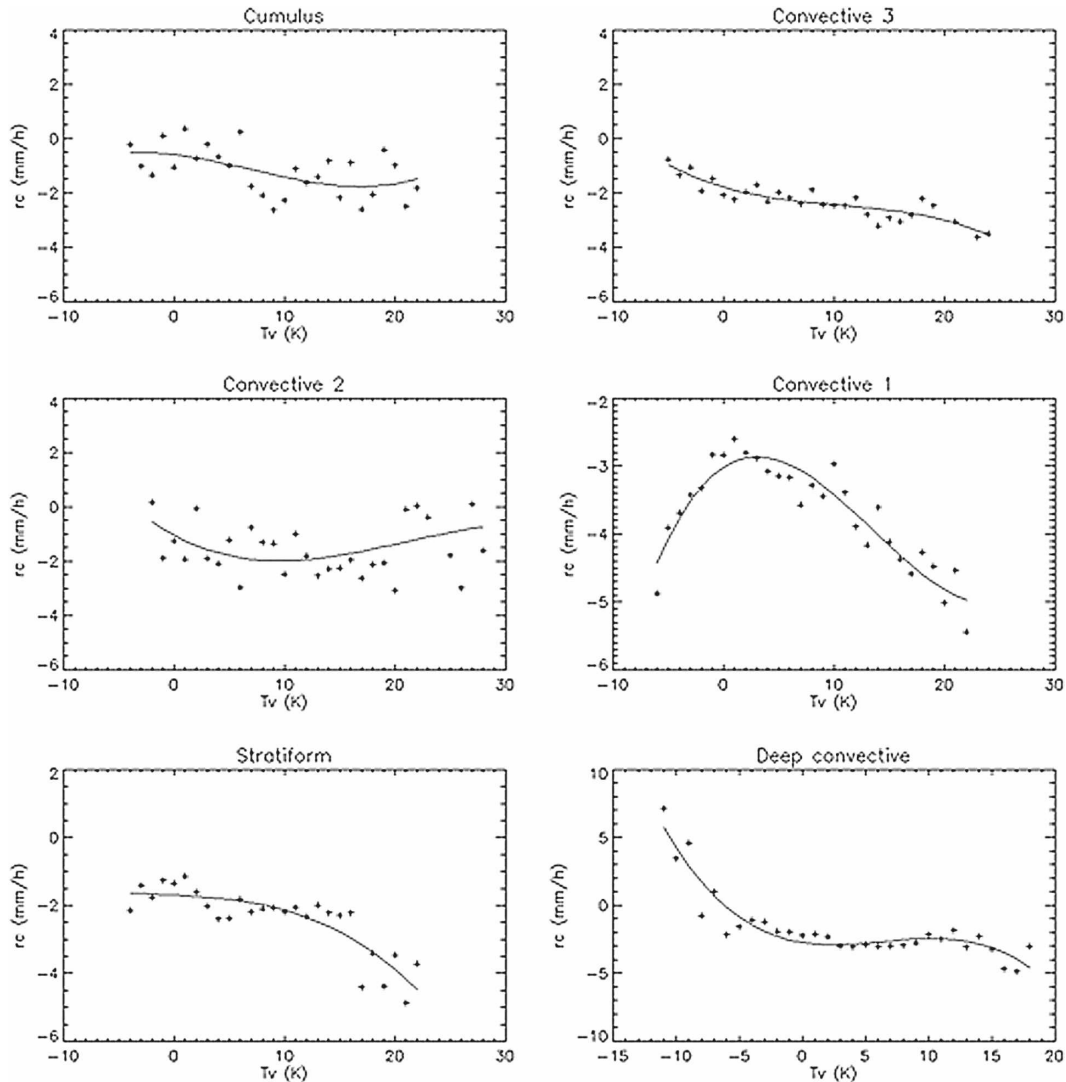 Cumulus
4
2
0
-2
-4
-6
rc (mm/h)
-10 0 10 20 30
Tv (K)
Convective 3
4
2
0
-2
-4
-6
rc (mm/h)
-10 0 10 20 30
Tv (K)
Convective 2
4
2
0
-2
-4
-6
rc (mm/h)
-10 0 10 20 30
Tv (K)
Convective 1
-2
-3
-4
-5
-6
rc (mm/h)
-10 0 10 20 30
Tv (K)
Stratiform
2
0
-2
-4
-6
rc (mm/h)
-10 0 10 20 30
Tv (K)
Deep convective
10
5
0
-5
-10
rc (mm/h)
-15 -10 -5 0 5 10 15 20
Tv (K)